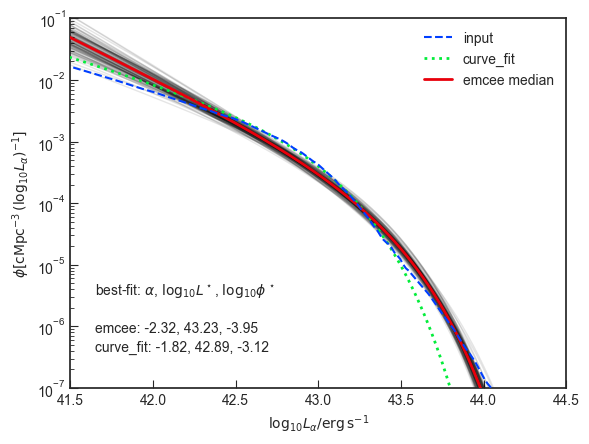 input
curve_fit
emcee median
ϕ[cMpc⁻³ (log₁₀Lα)⁻¹]
10⁻¹
10⁻²
10⁻³
10⁻⁴
10⁻⁵
10⁻⁶
10⁻⁷
best-fit: α, log₁₀L*, log₁₀ϕ*
emcee: -2.32, 43.23, -3.95
curve_fit: -1.82, 42.89, -3.12
41.5 42.0 42.5 43.0 43.5 44.0 44.5
log₁₀Lα/erg s⁻¹